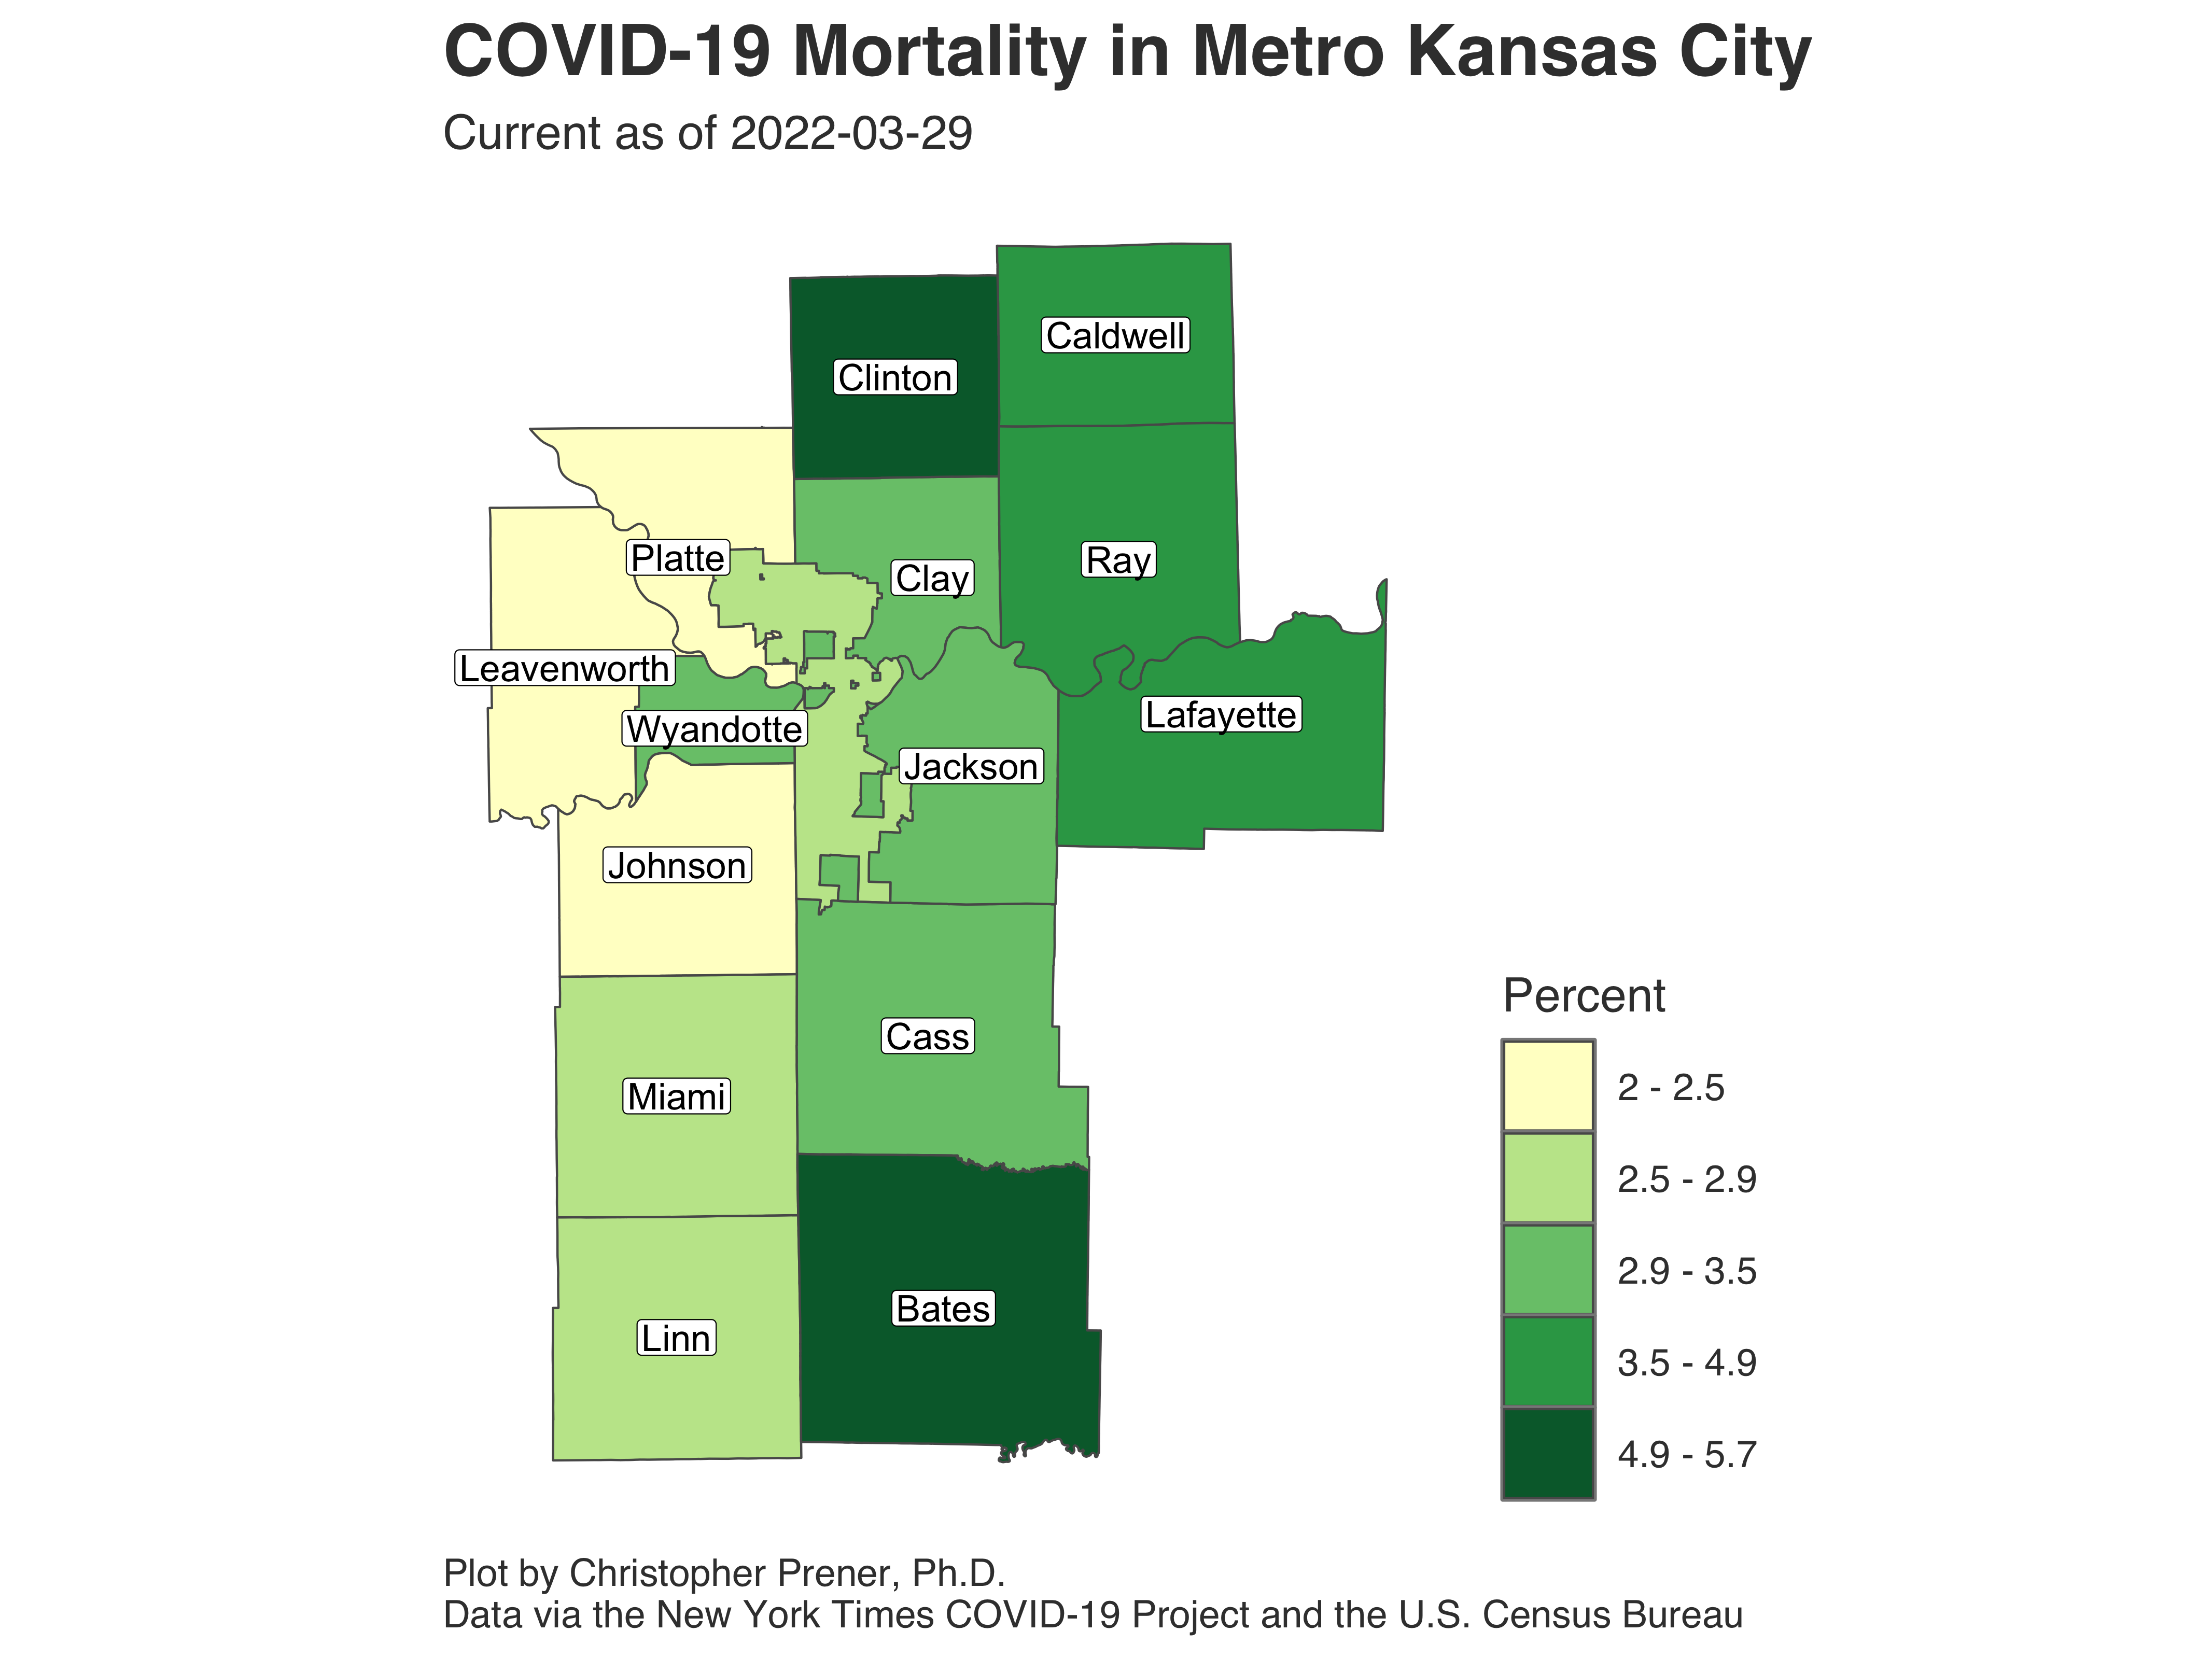 COVID-19 Mortality in Metro Kansas City
Current as of 2022-03-29
Caldwell
Clinton
Platte
Clay
Ray
Leavenworth
Wyandotte
Lafayette
Jackson
Johnson
Cass
Miami
Bates
Linn
Percent
2 - 2.5
2.5 - 2.9
2.9 - 3.5
3.5 - 4.9
4.9 - 5.7
Plot by Christopher Prener, Ph.D.
Data via the New York Times COVID-19 Project and the U.S. Census Bureau